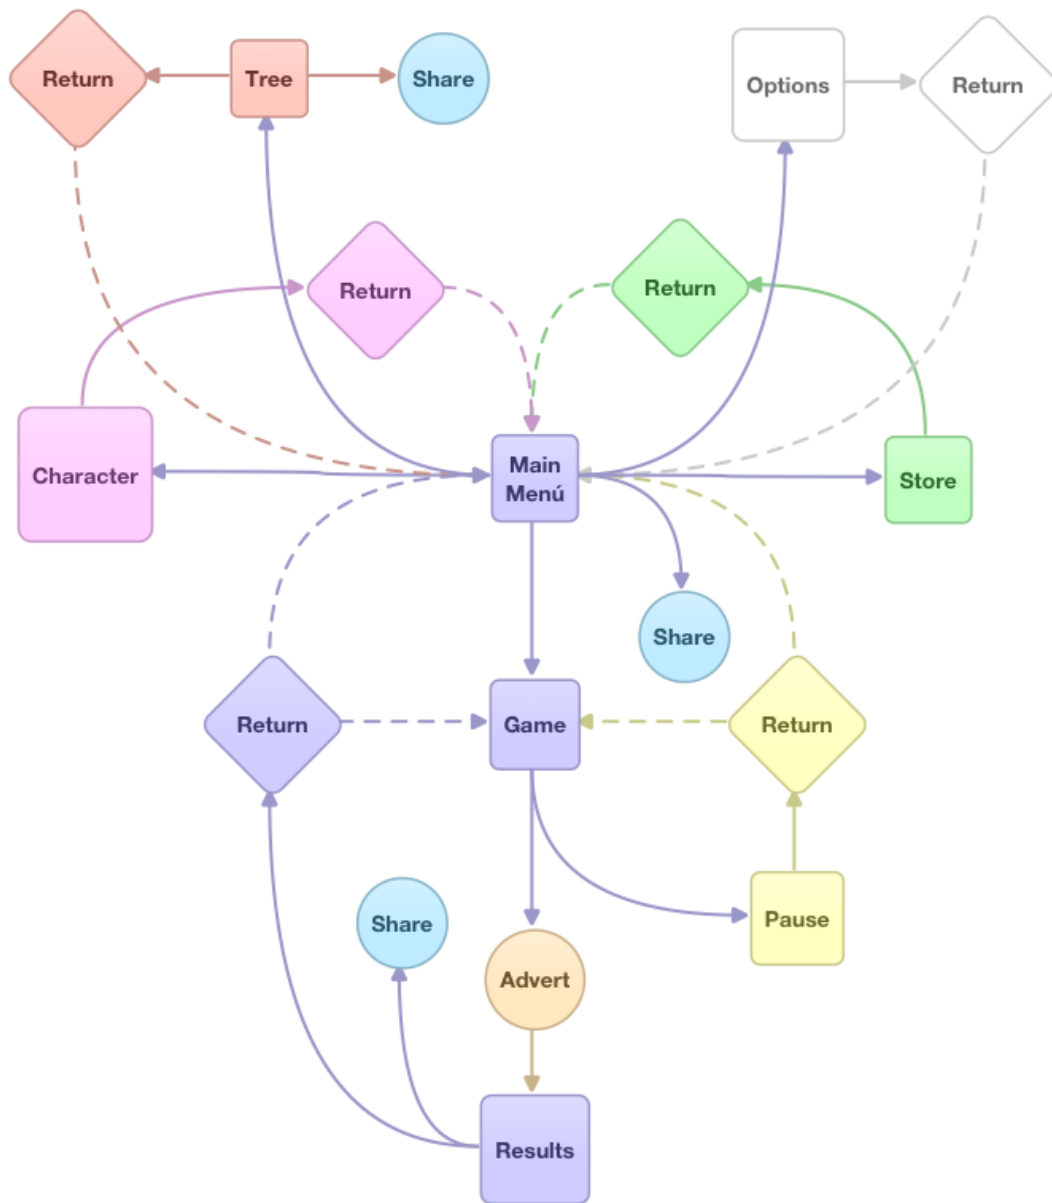 Return
Tree
Share
Options
Return
Return
Return
Character
Main
Menú
Store
Share
Return
Game
Return
Share
Pause
Advert
Results